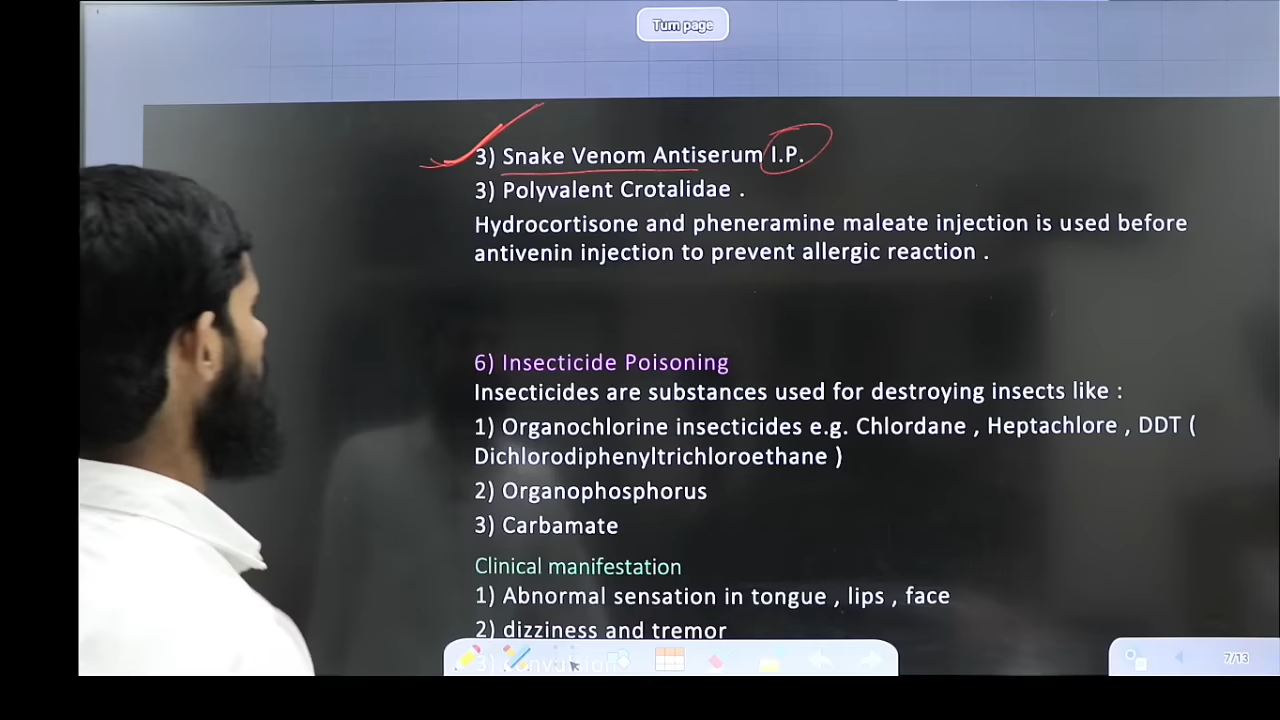 Turn page
3) Snake Venom Antiserum I.P.
3) Polyvalent Crotalidae .
Hydrocortisone and pheneramine maleate injection is used before
antivenin injection to prevent allergic reaction .
6) Insecticide Poisoning
Insecticides are substances used for destroying insects like :
1) Organochlorine insecticides e.g. Chlordane , Heptachlore , DDT (
Dichlorodiphenyltrichloroethane )
2) Organophosphorus
3) Carbamate
Clinical manifestation
1) Abnormal sensation in tongue , lips , face
2) dizziness and tremor
7/13